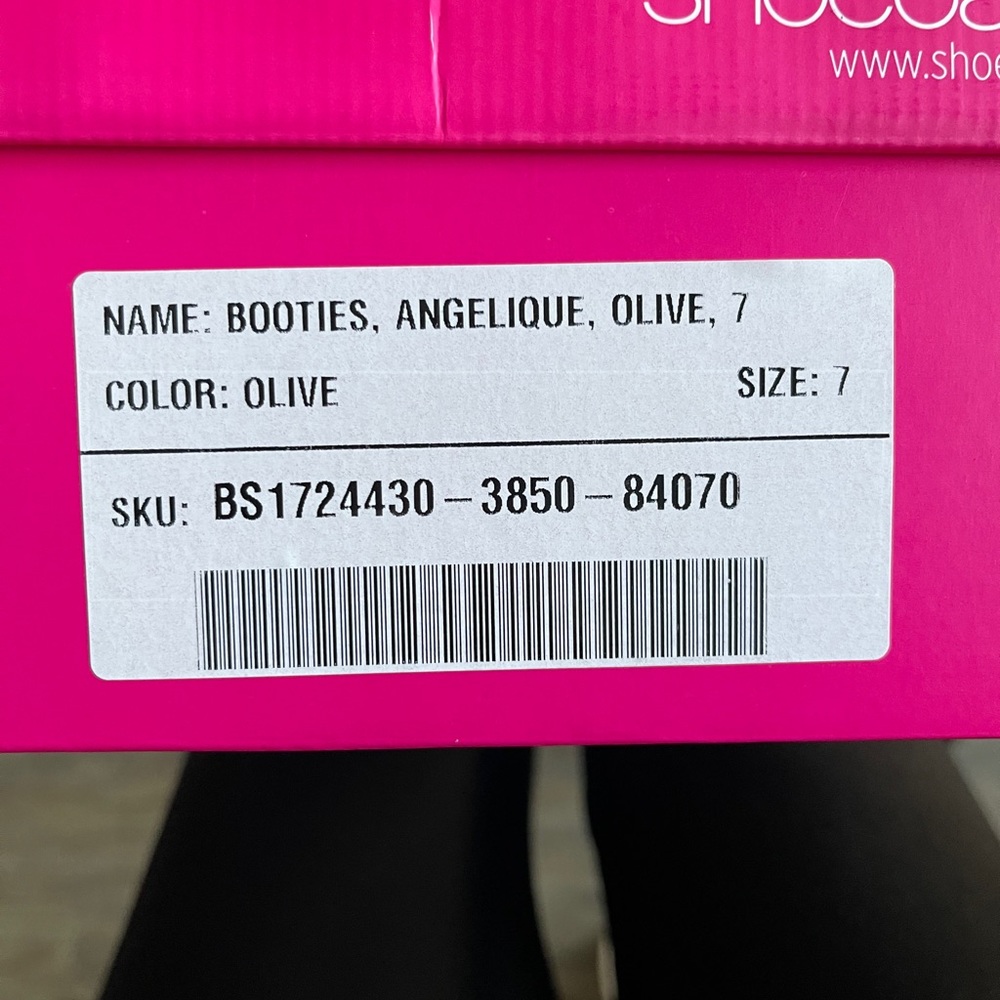 NAME: BOOTIES, ANGELIQUE, OLIVE, 7
COLOR: OLIVE SIZE: 7
SKU: BS1724430-3850-84070